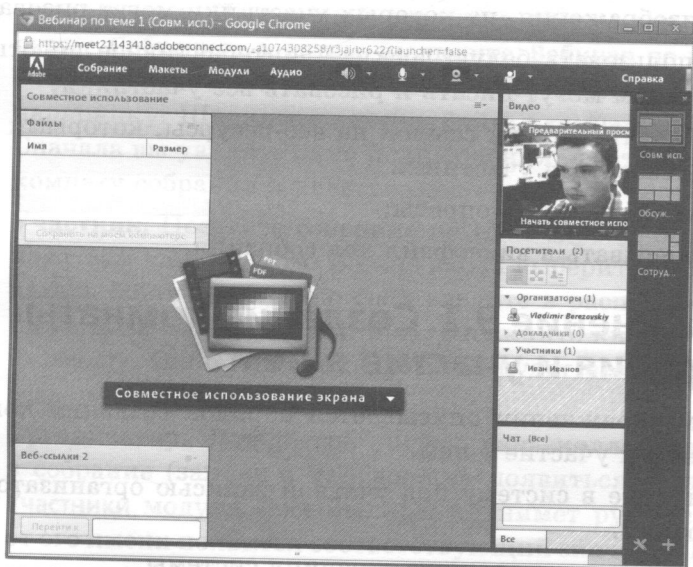 Вебинар по теме 1 (Совм. исп.) - Google Chrome
https://meet21143418.adobeconnect.com/_a1074308258/r3jajrbr622/?launcher=false
Adobe
Собрание Макеты Модули Аудио Справка
Совместное использование
Файлы
Имя Размер
Сохранить на моем компьютере
PPT
PDF
Совместное использование экрана
Веб-ссылки 2
Перейти к
Видео
Предварительный просм
Начать совместное испо
Посетители (2)
Организаторы (1)
Vladimir Berezovskiy
Докладчики (0)
Участники (1)
Иван Иванов
Чат (Все)
Все
Совм. исп.
Обсуж...
Сотруд...